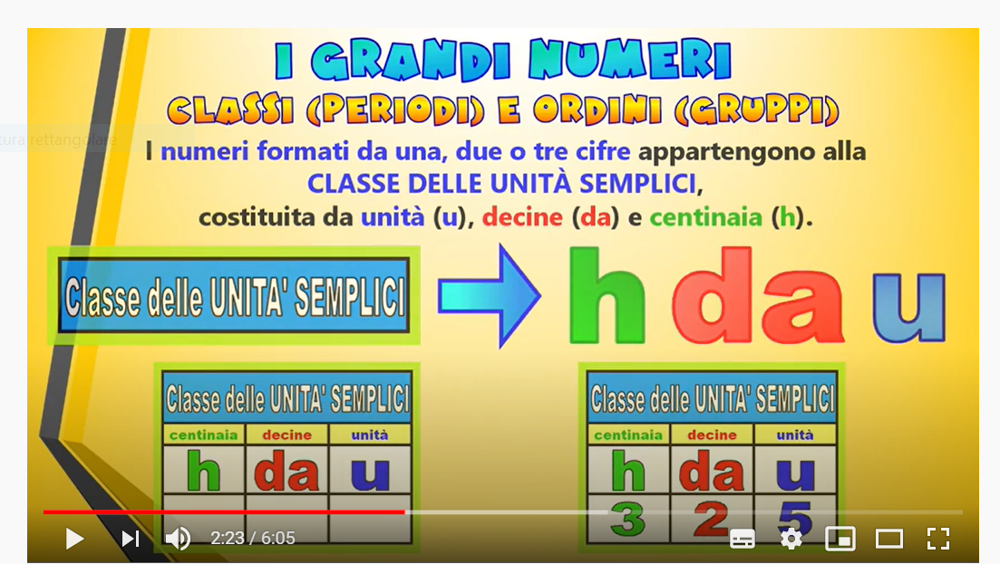 I GRANDI NUMERI
CLASSI (PERIODI) E ORDINI (GRUPPI)
tura rettangolare
I numeri formati da una, due o tre cifre appartengono alla
CLASSE DELLE UNITÀ SEMPLICI,
costituita da unità (u), decine (da) e centinaia (h).
Classe delle UNITA' SEMPLICI
h da u
Classe delle UNITA' SEMPLICI
centinaia decine unità
h da u
Classe delle UNITA' SEMPLICI
centinaia decine unità
h da u
3 2 5
2:23 / 6:05